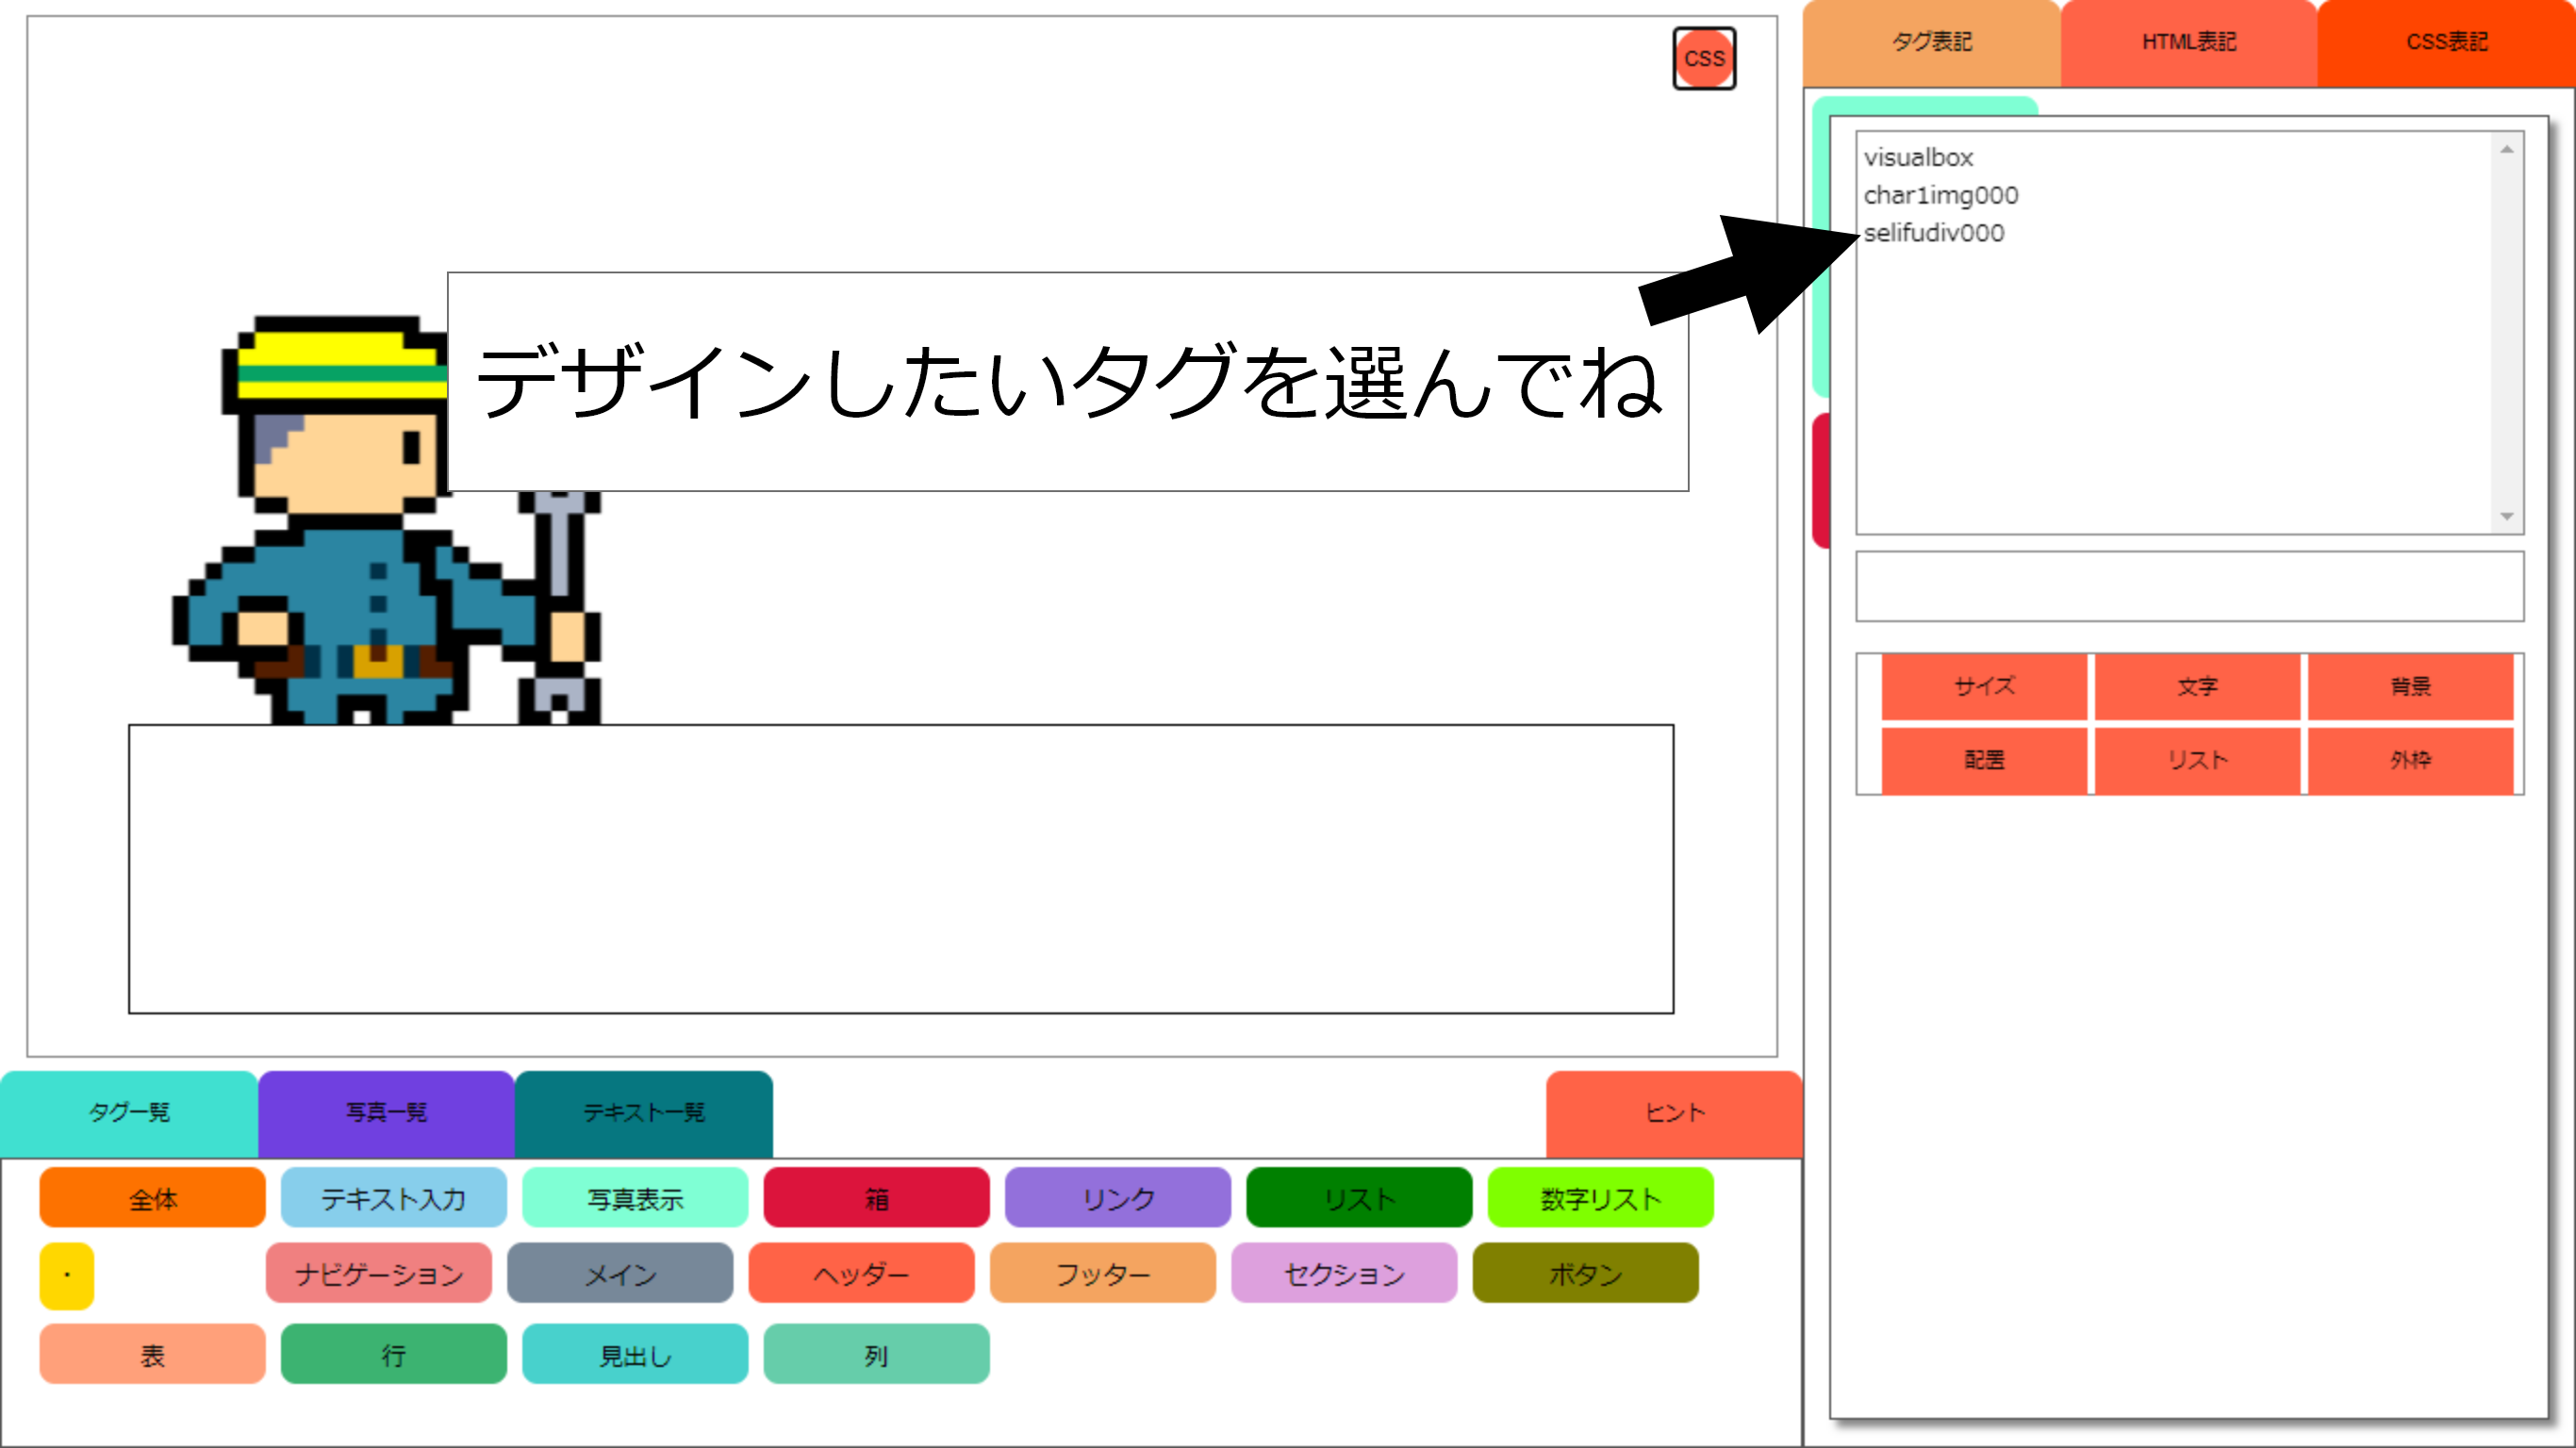 CSS
タグ表記
HTML表記
CSS表記
visualbox
char1img000
selifudiv000
デザインしたいタグを選んでね
サイズ
文字
背景
配置
リスト
外枠
タグ一覧
写真一覧
テキスト一覧
ヒント
全体
テキスト入力
写真表示
箱
リンク
リスト
数字リスト
・
ナビゲーション
メイン
ヘッダー
フッター
セクション
ボタン
表
行
見出し
列